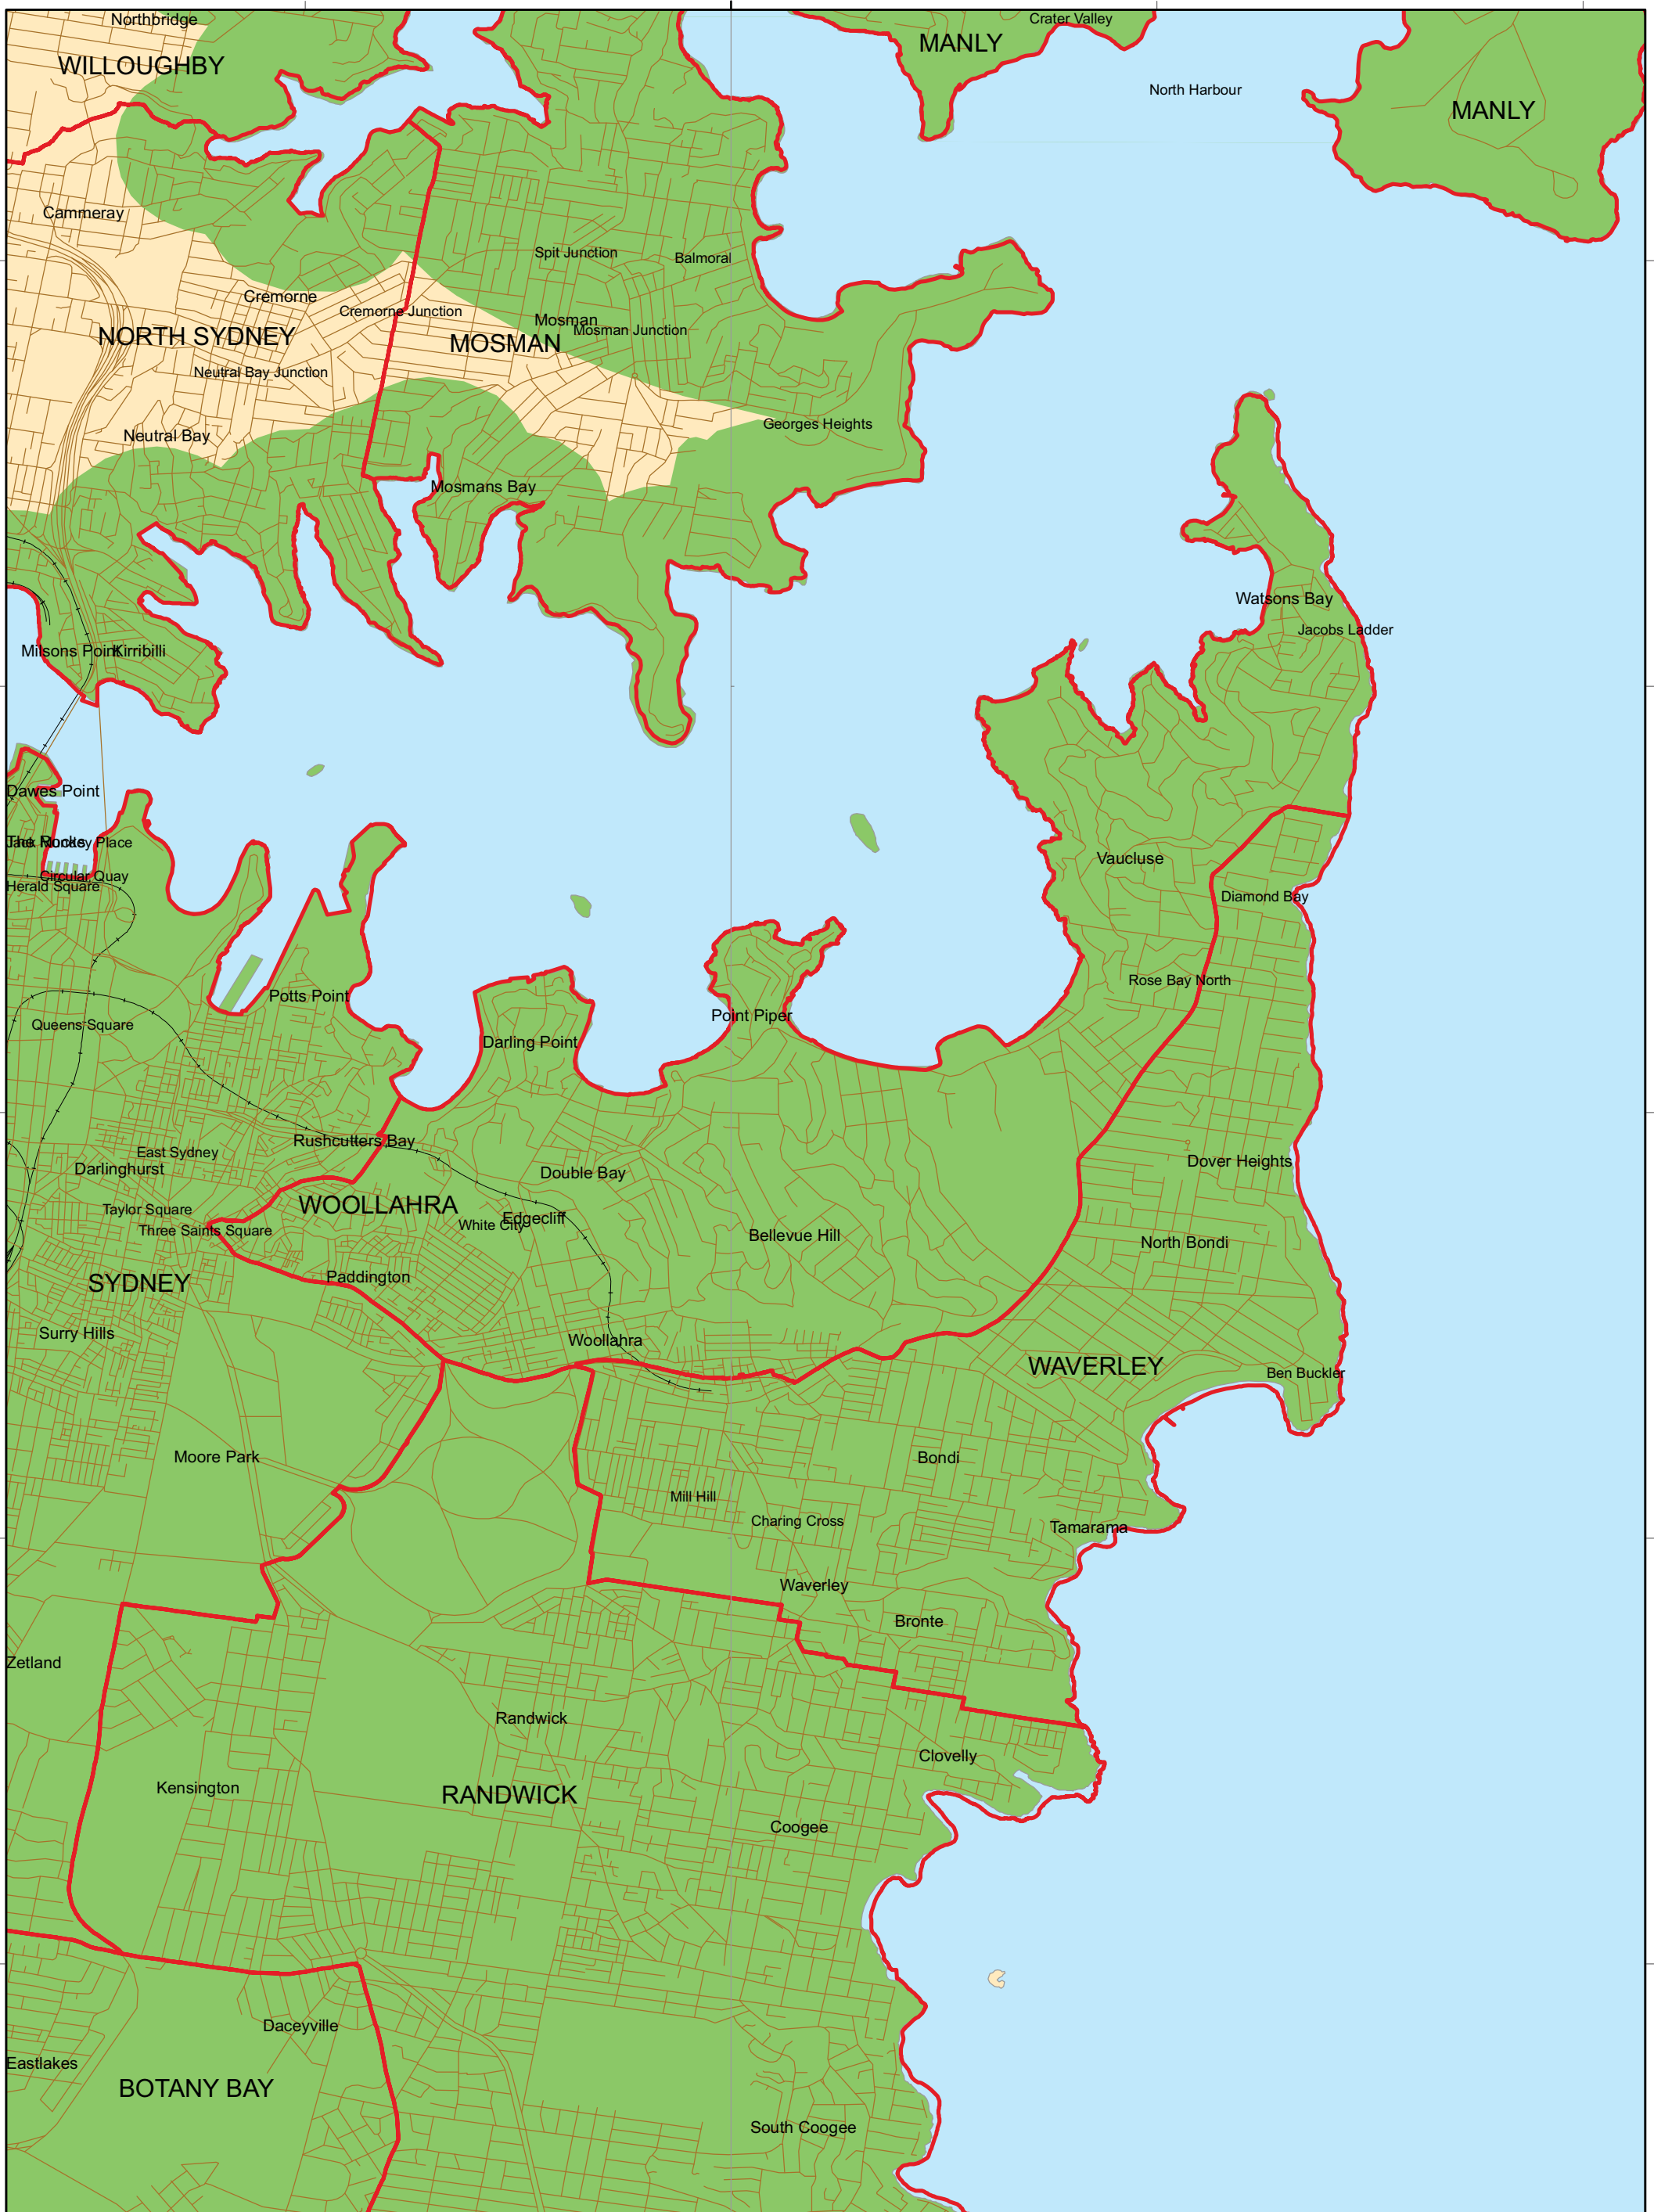 Northbridge
Crater Valley
MANLY
WILLOUGHBY
North Harbour
MANLY
Cammeray
Spit Junction
Balmoral
Cremorne
Cremorne Junction
Mosman
Mosman Junction
NORTH SYDNEY
MOSMAN
Neutral Bay Junction
Georges Heights
Neutral Bay
Mosmans Bay
Watsons Bay
Jacobs Ladder
Milsons Point
Kirribilli
Dawes Point
The Rocks
Jack Mundey Place
Vaucluse
Circular Quay
Herald Square
Diamond Bay
Rose Bay North
Potts Point
Point Piper
Queens Square
Darling Point
Rushcutters Bay
East Sydney
Dover Heights
Darlinghurst
Double Bay
WOOLLAHRA
Taylor Square
Edgecliff
White City
Three Saints Square
Bellevue Hill
North Bondi
Paddington
SYDNEY
Surry Hills
Woollahra
WAVERLEY
Ben Buckler
Moore Park
Bondi
Mill Hill
Charing Cross
Tamarama
Waverley
Bronte
Zetland
Randwick
Clovelly
Kensington
RANDWICK
Coogee
Daceyville
Eastlakes
BOTANY BAY
South Coogee